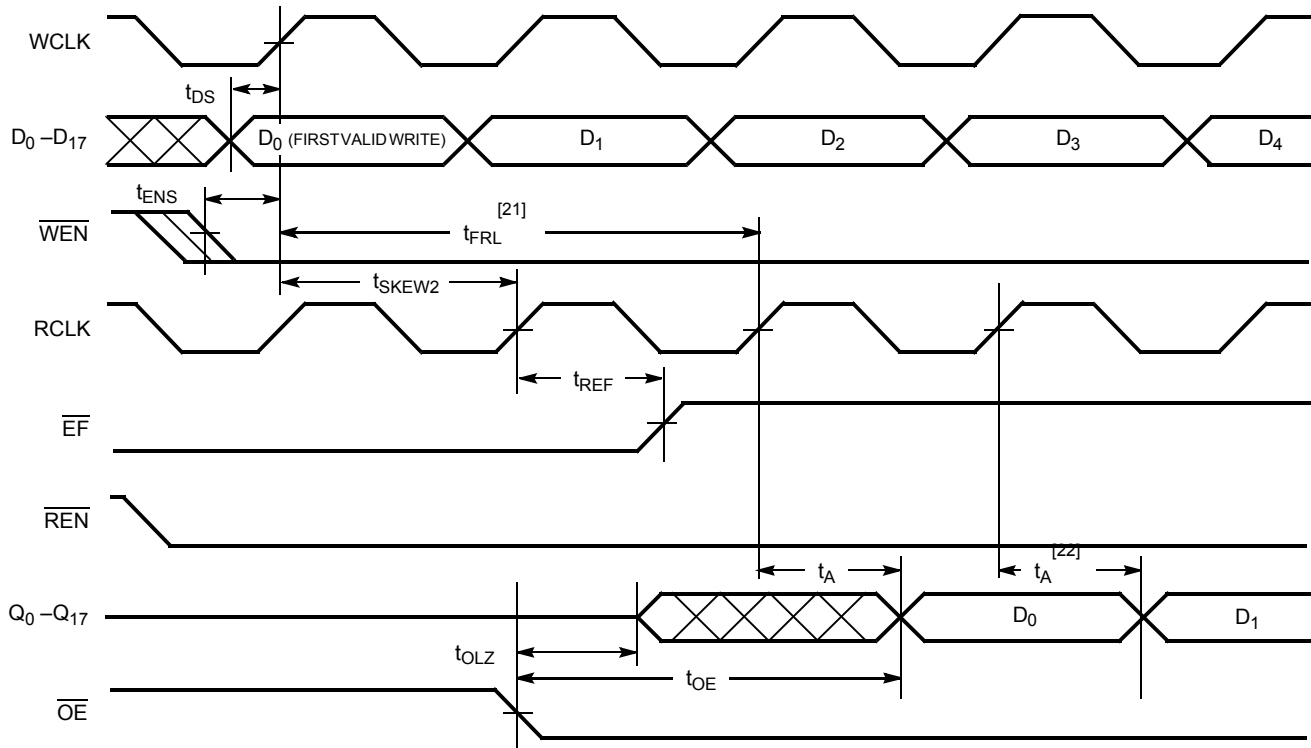 WCLK
tDS
D0 –D17
D0 (FIRST VALID WRITE)
D1
D2
D3
D4
tENS
WEN
[21]
tFRL
tSKEW2
RCLK
tREF
EF
REN
[22]
tA
tA
Q0 –Q17
D0
D1
tOLZ
tOE
OE